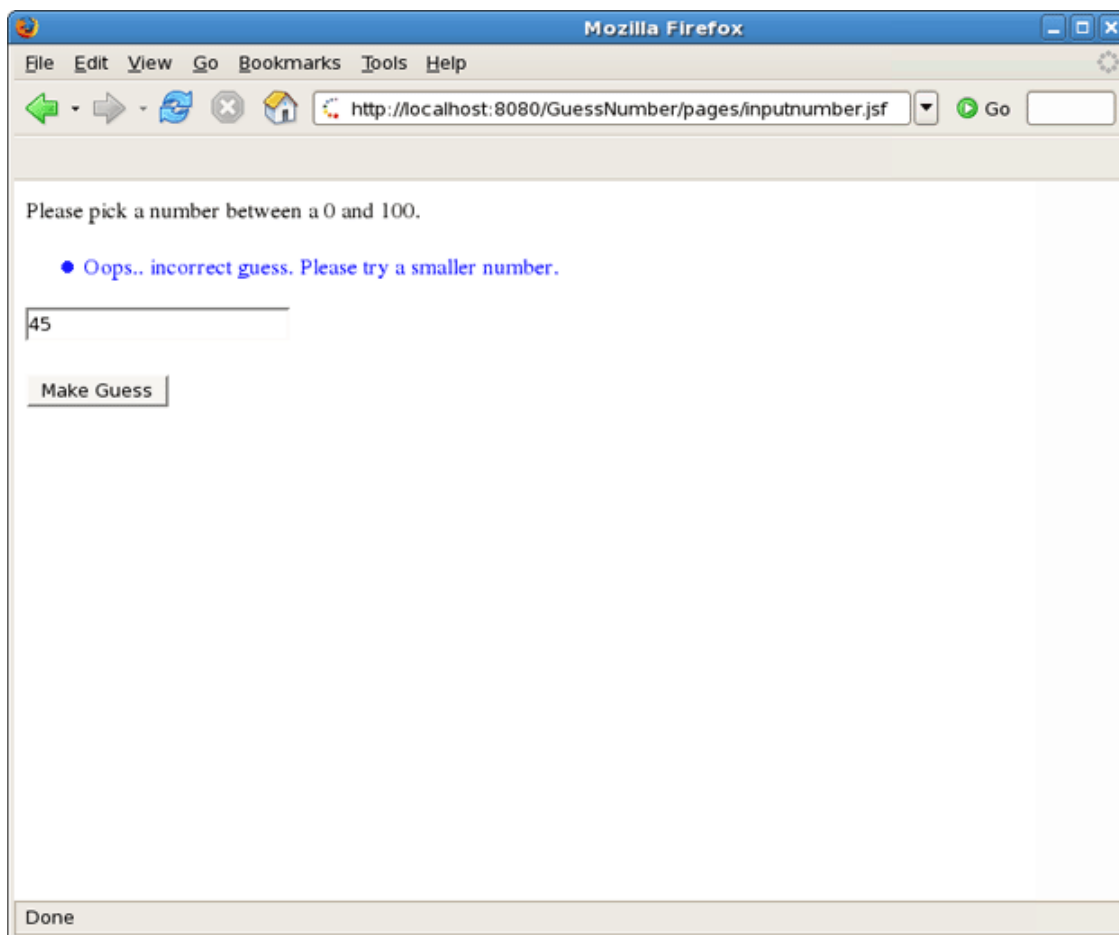 Mozilla Firefox
File Edit View Go Bookmarks Tools Help
http://localhost:8080/GuessNumber/pages/inputnumber.jsf Go
Please pick a number between a 0 and 100.
Oops.. incorrect guess. Please try a smaller number.
45
Make Guess
Done